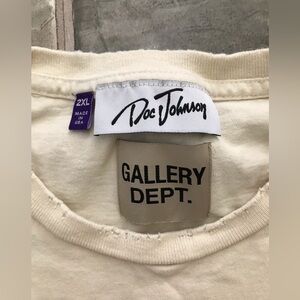 2XL
MADE IN
USA
Doc Johnson
GALLERY
DEPT.